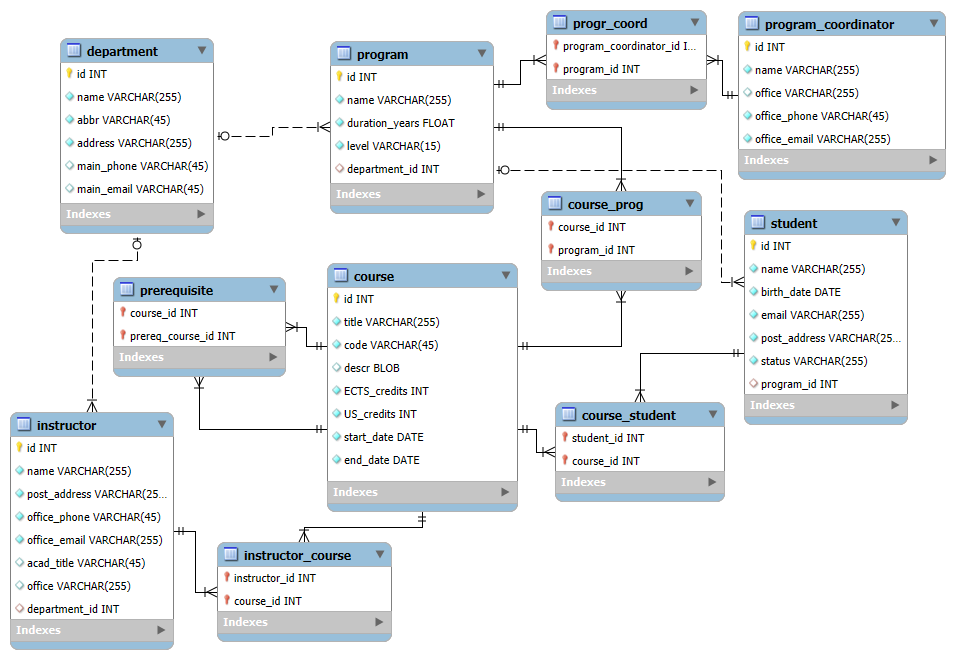 department
id INT
name VARCHAR(255)
abbr VARCHAR(45)
address VARCHAR(255)
main_phone VARCHAR(45)
main_email VARCHAR(45)
Indexes
program
id INT
name VARCHAR(255)
duration_years FLOAT
level VARCHAR(15)
department_id INT
Indexes
progr_coord
program_coordinator_id I...
program_id INT
Indexes
program_coordinator
id INT
name VARCHAR(255)
office VARCHAR(255)
office_phone VARCHAR(45)
office_email VARCHAR(255)
Indexes
course_prog
course_id INT
program_id INT
Indexes
student
id INT
name VARCHAR(255)
birth_date DATE
email VARCHAR(255)
post_address VARCHAR(25...
status VARCHAR(255)
program_id INT
Indexes
prerequisite
course_id INT
prereq_course_id INT
Indexes
course
id INT
title VARCHAR(255)
code VARCHAR(45)
descr BLOB
ECTS_credits INT
US_credits INT
start_date DATE
end_date DATE
Indexes
course_student
student_id INT
course_id INT
Indexes
instructor
id INT
name VARCHAR(255)
post_address VARCHAR(25...
office_phone VARCHAR(45)
office_email VARCHAR(255)
acad_title VARCHAR(45)
office VARCHAR(255)
department_id INT
Indexes
instructor_course
instructor_id INT
course_id INT
Indexes